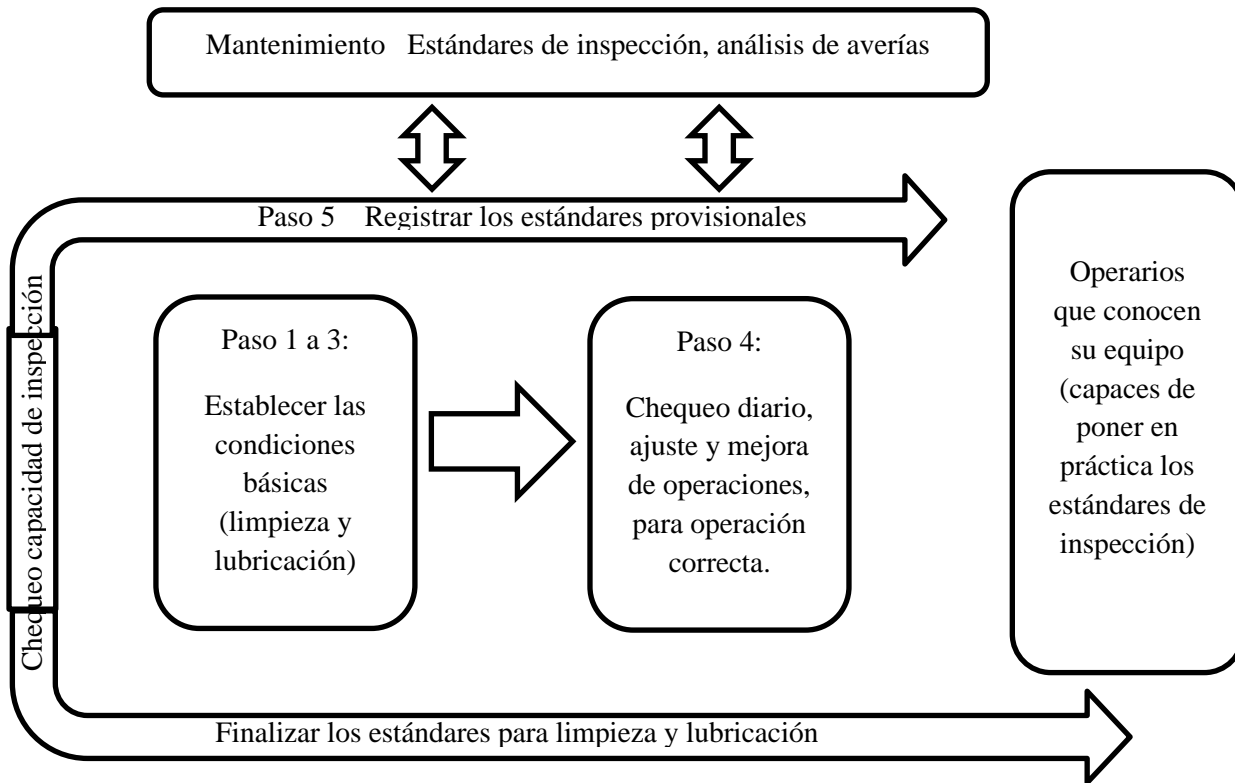 Mantenimiento Estándares de inspección, análisis de averías
Paso 5 Registrar los estándares provisionales
Chequeo capacidad de inspección
Paso 1 a 3:
Establecer las
condiciones
básicas
(limpieza y
lubricación)
Paso 4:
Chequeo diario,
ajuste y mejora
de operaciones,
para operación
correcta.
Operarios
que conocen
su equipo
(capaces de
poner en
práctica los
estándares de
inspección)
Finalizar los estándares para limpieza y lubricación